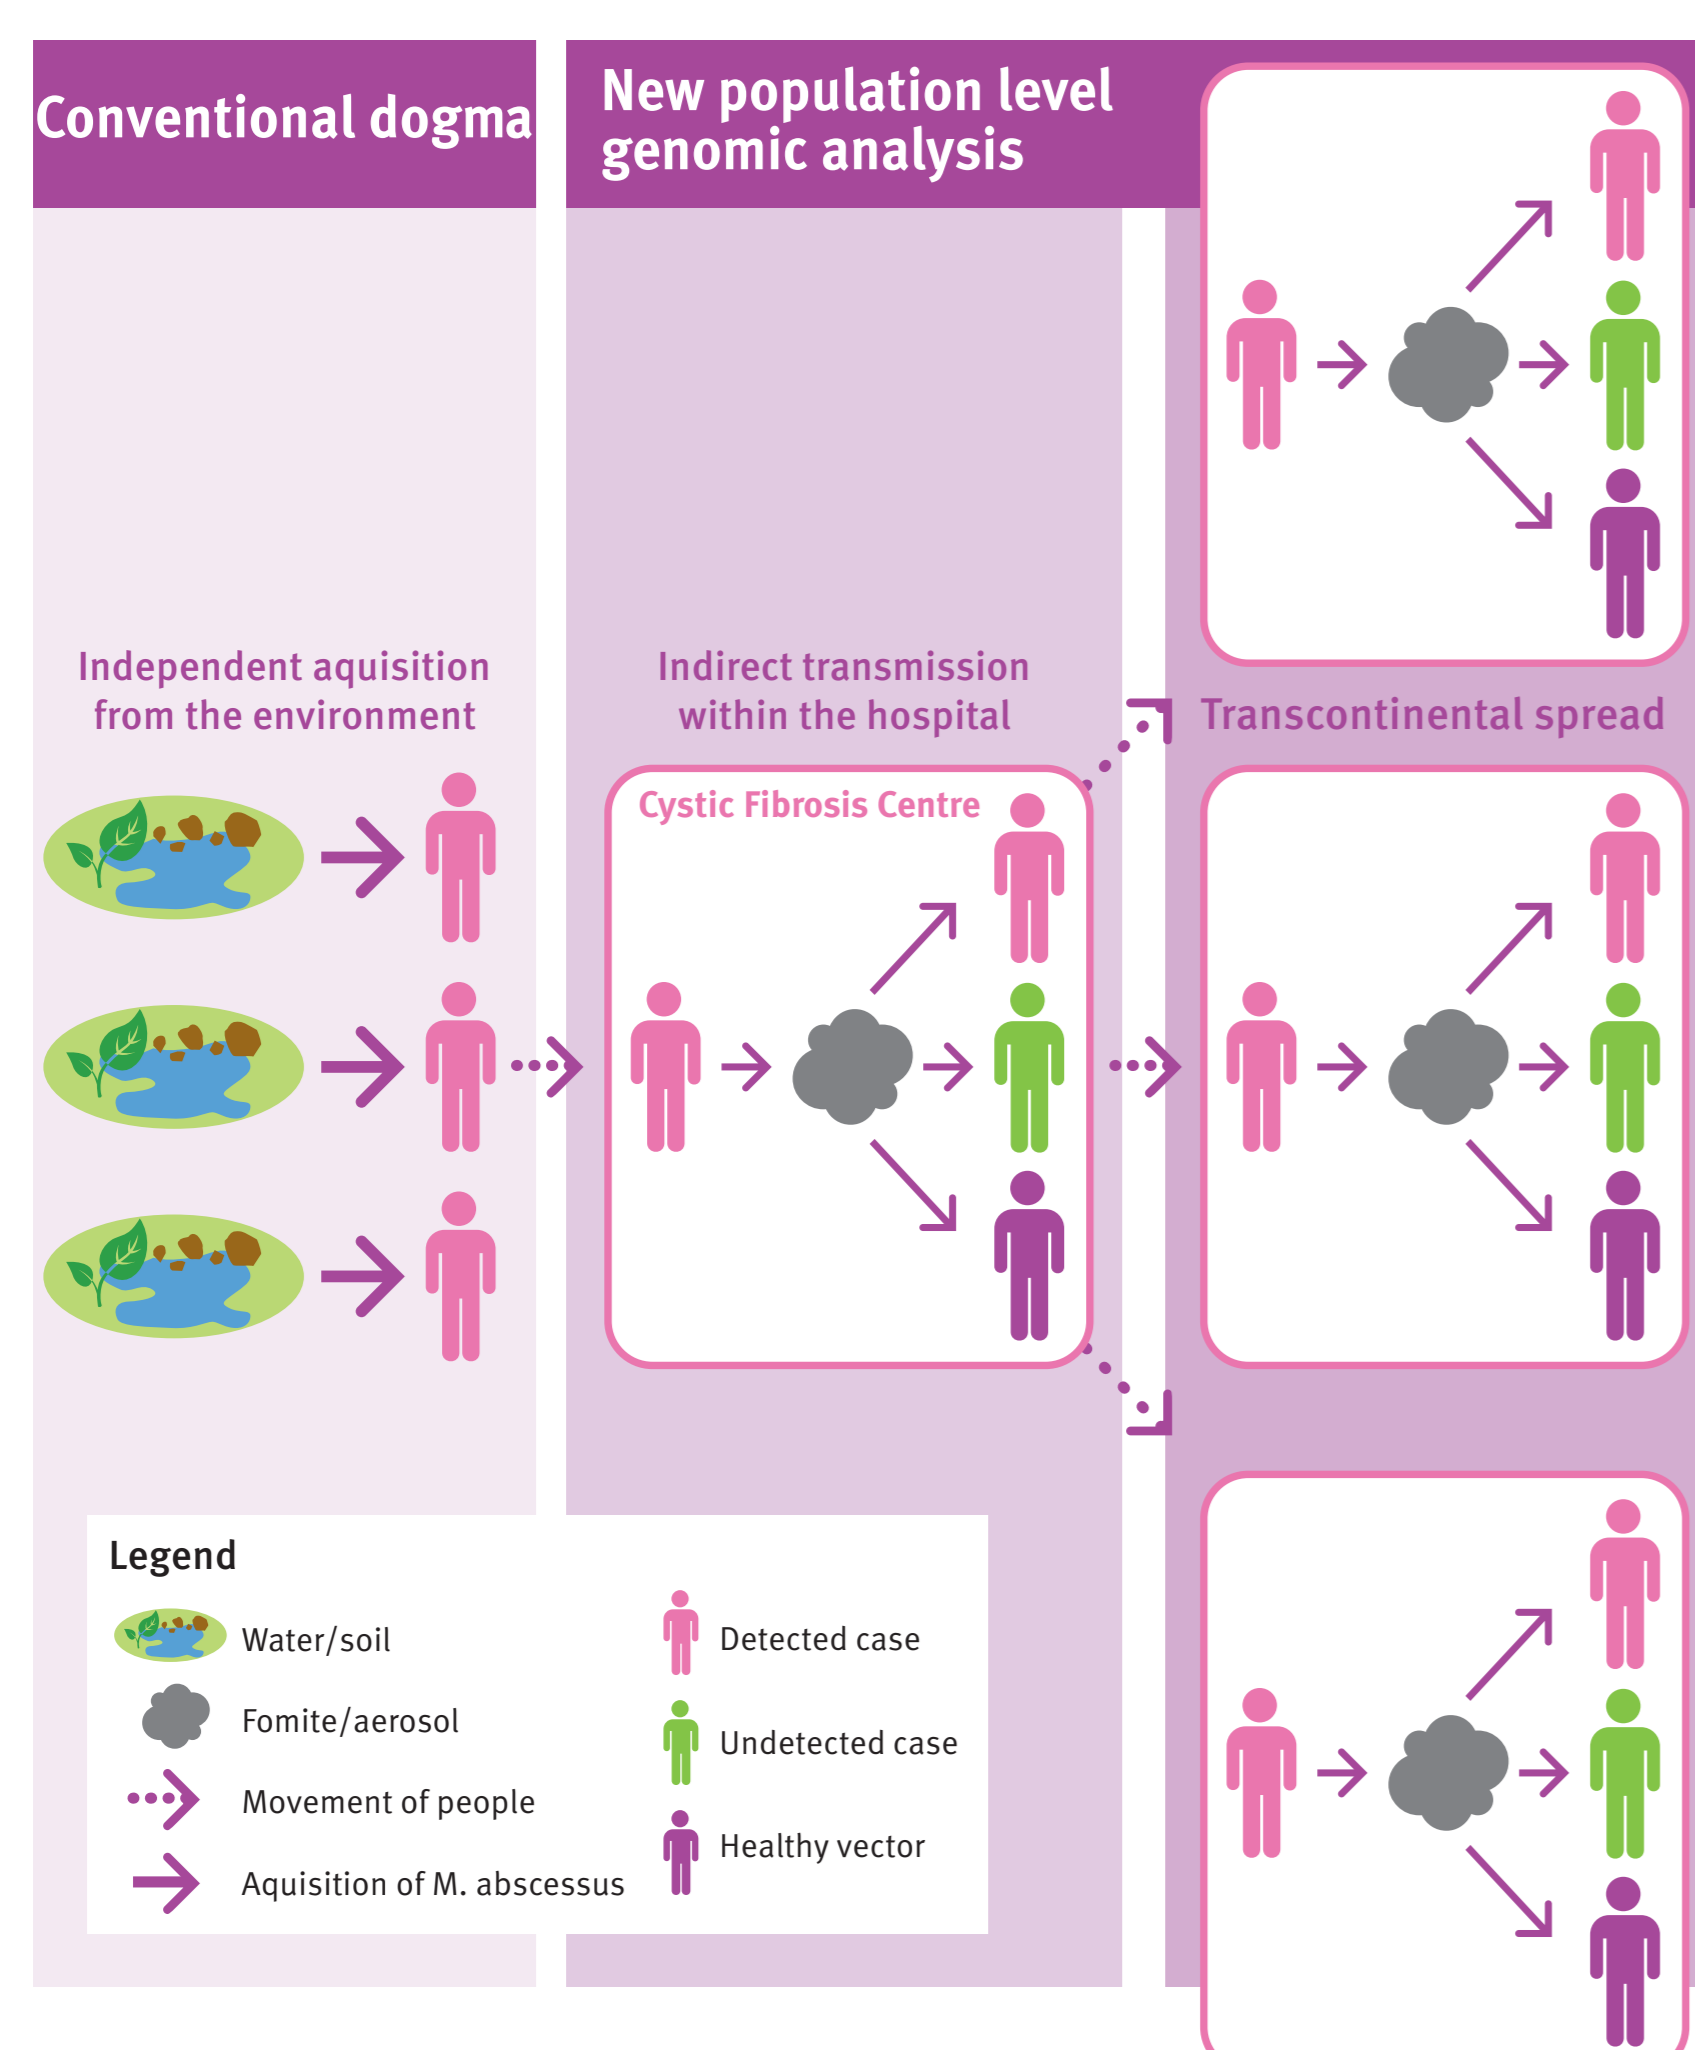 Conventional dogma
New population level
genomic analysis
Independent aquisition
from the environment
Indirect transmission
within the hospital
Transcontinental spread
Cystic Fibrosis Centre
Legend
Water/soil
Fomite/aerosol
Movement of people
Aquisition of M. abscessus
Detected case
Undetected case
Healthy vector